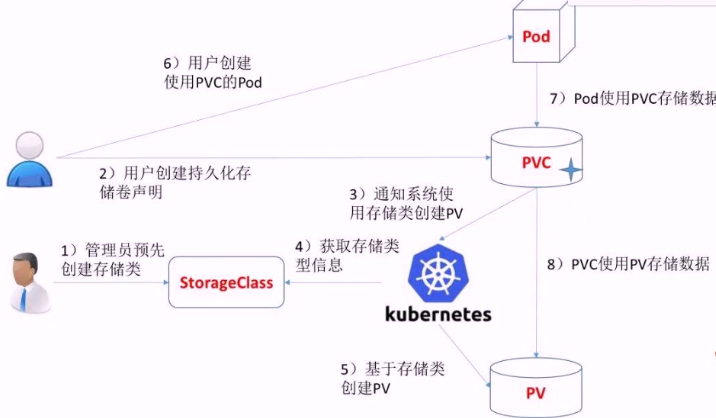 Pod
6）用户创建
使用PVC的Pod
7）Pod使用PVC存储数据
PVC
2）用户创建持久化存
储卷声明
3）通知系统使
用存储类创建PV
1）管理员预先
创建存储类
4）获取存储类
型信息
StorageClass
8）PVC使用PV存储数据
kubernetes
5）基于存储类
创建PV
PV